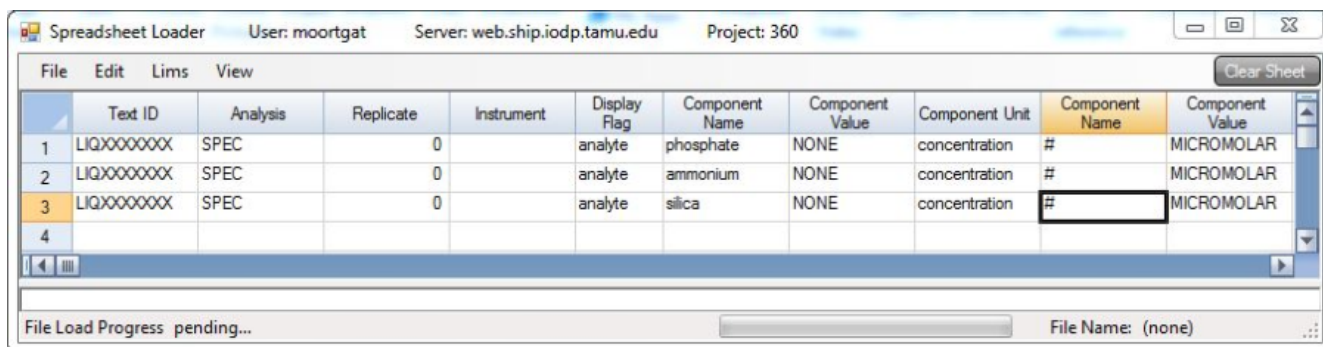 Spreadsheet Loader User: moortgat Server: web.ship.iodp.tamu.edu Project: 360
File Edit Lims View Clear Sheet
Text ID Analysis Replicate Instrument Display Flag Component Name Component Value Component Unit Component Name Component Value
1 LIQXXXXXXX SPEC 0 analyte phosphate NONE concentration # MICROMOLAR
2 LIQXXXXXXX SPEC 0 analyte ammonium NONE concentration # MICROMOLAR
3 LIQXXXXXXX SPEC 0 analyte silica NONE concentration # MICROMOLAR
4
File Load Progress pending... File Name: (none)